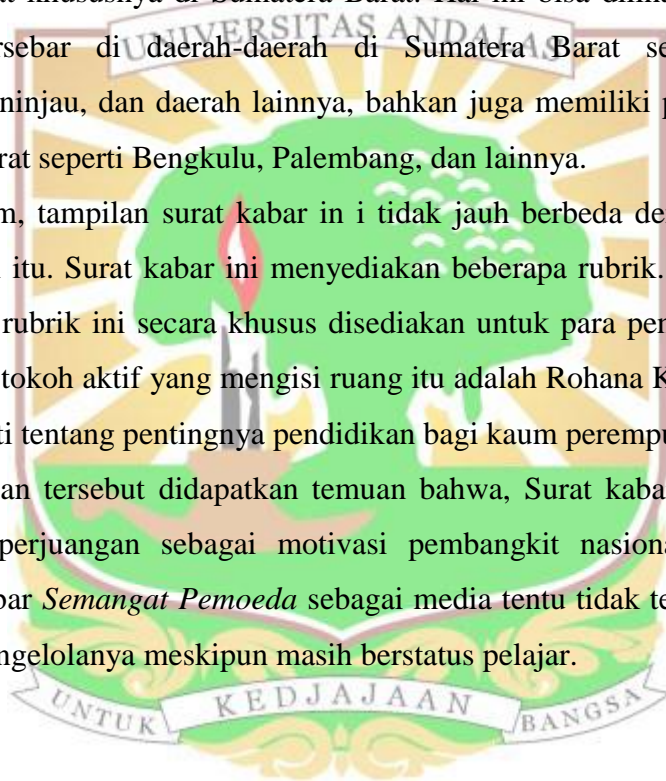 at khususnya di Sumatera Barat. Hal ini bisa
UNIVERSITAS ANDALAS
rsebar di daerah-daerah di Sumatera Barat se
ninjau, dan daerah lainnya, bahkan juga memiliki p
rat seperti Bengkulu, Palembang, dan lainnya.
m, tampilan surat kabar in i tidak jauh berbeda de
itu. Surat kabar ini menyediakan beberapa rubrik.
rubrik ini secara khusus disediakan untuk para pen
tokoh aktif yang mengisi ruang itu adalah Rohana K
ti tentang pentingnya pendidikan bagi kaum perempu
an tersebut didapatkan temuan bahwa, Surat kaba
perjuangan sebagai motivasi pembangkit nasiona
bar Semangat Pemoeda sebagai media tentu tidak te
ngelolanya meskipun masih berstatus pelajar.
UNTUK KEDJAJAAN BANGSA